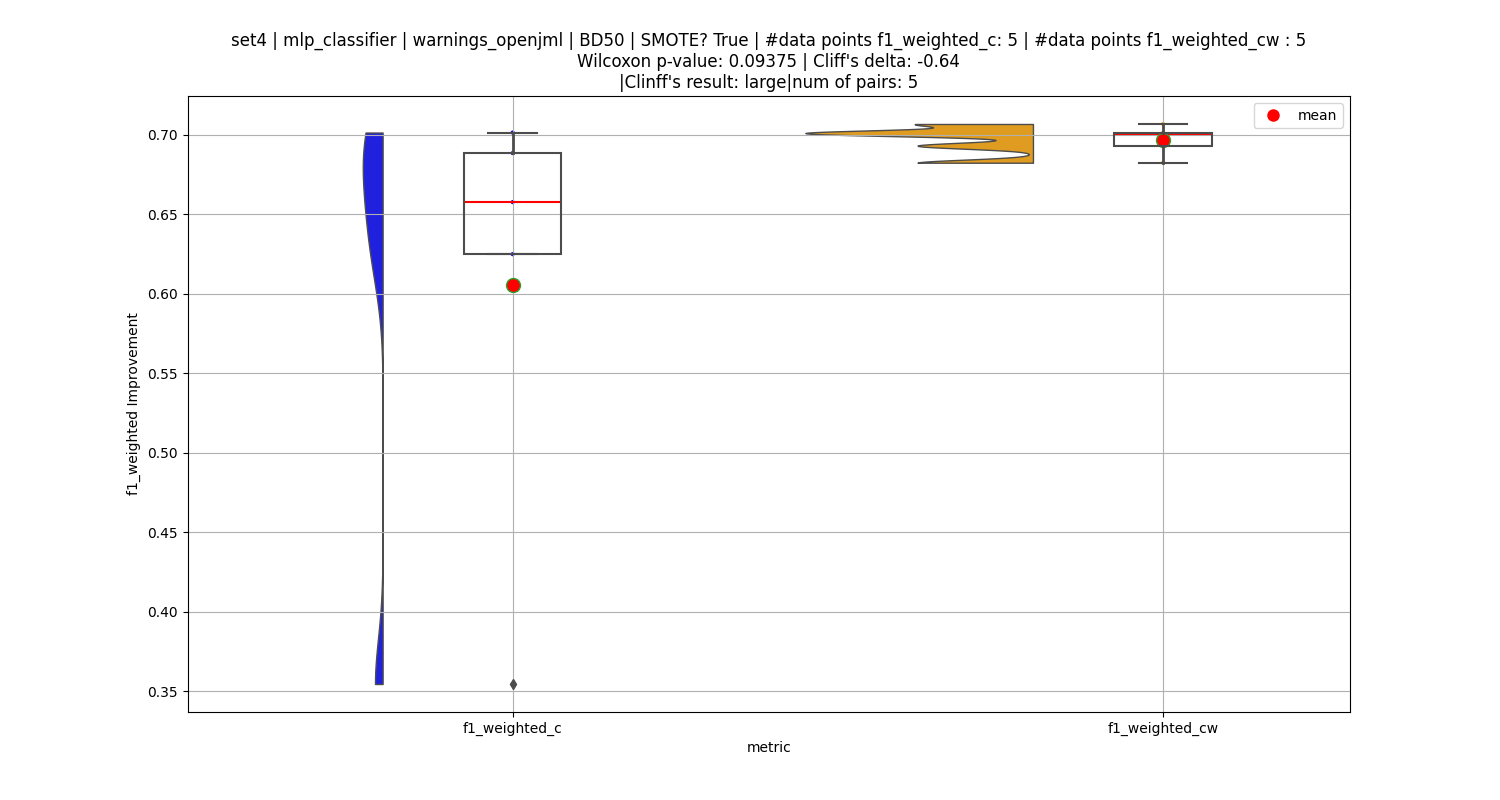 set4 | mlp_classifier | warnings_openjml | BD50 | SMOTE? True | #data points f1_weighted_c: 5 | #data points f1_weighted_cw : 5
Wilcoxon p-value: 0.09375 | Cliff's delta: -0.64
|Clinff's result: large|num of pairs: 5
mean
0.70
0.65
0.60
0.55
0.50
0.45
0.40
0.35
f1_weighted Improvement
f1_weighted_c
f1_weighted_cw
metric